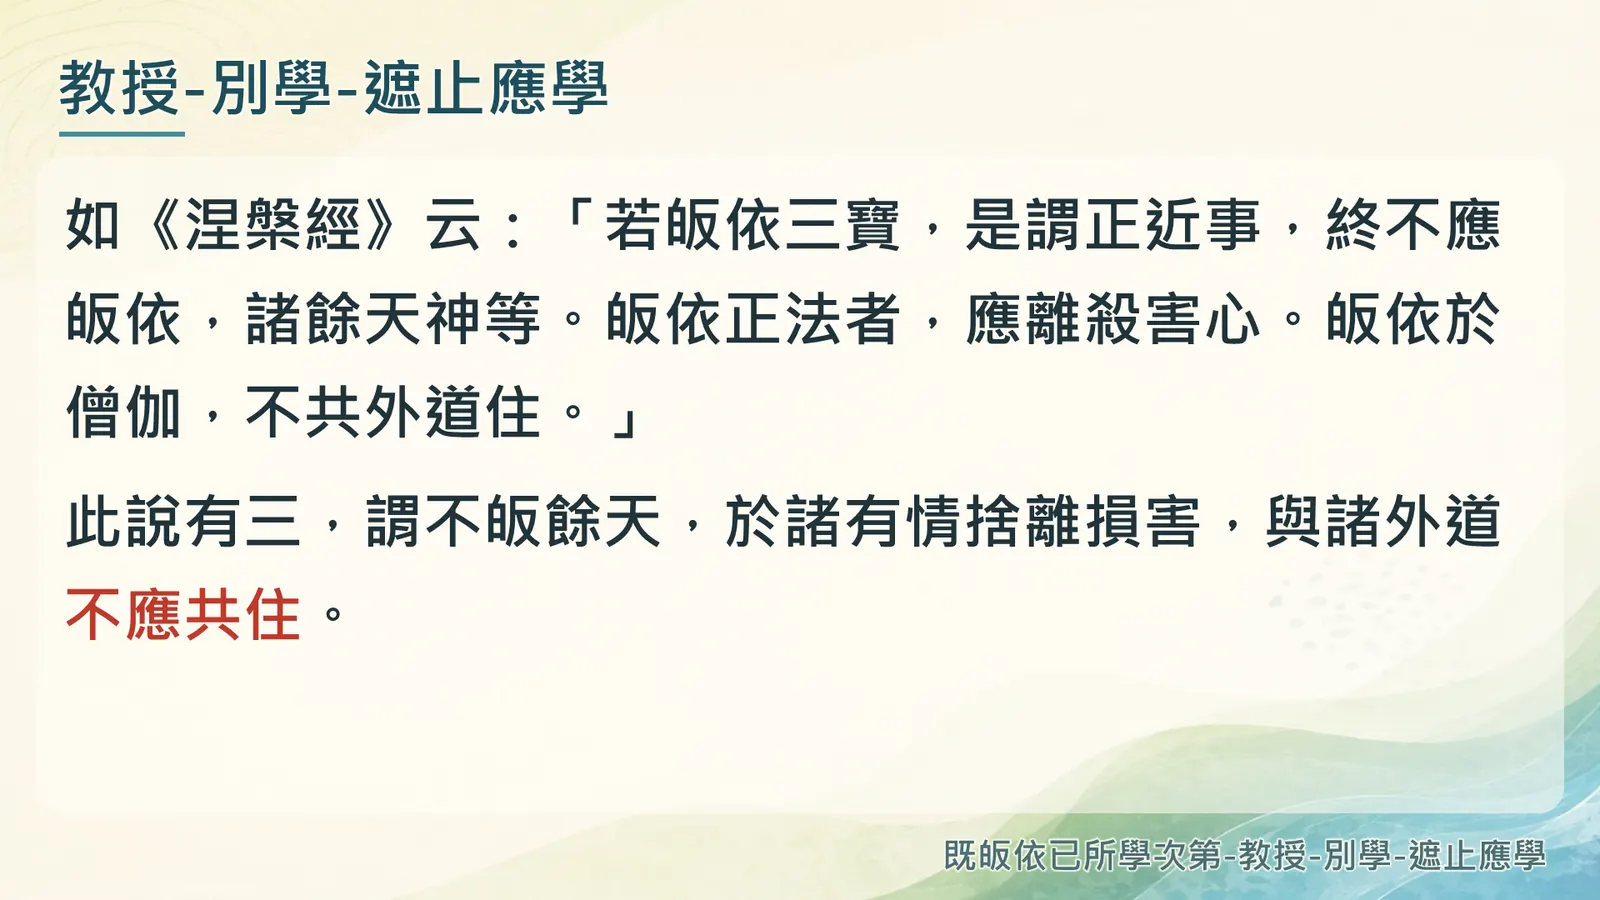 教授-別學-遮止應學
如《涅槃經》云：「若皈依三寶，是謂正近事，終不應
皈依，諸餘天神等。皈依正法者，應離殺害心。皈依於
僧伽，不共外道住。」
此說有三，謂不皈餘天，於諸有情捨離損害，與諸外道
不應共住。
既皈依已所學次第-教授-別學-遮止應學